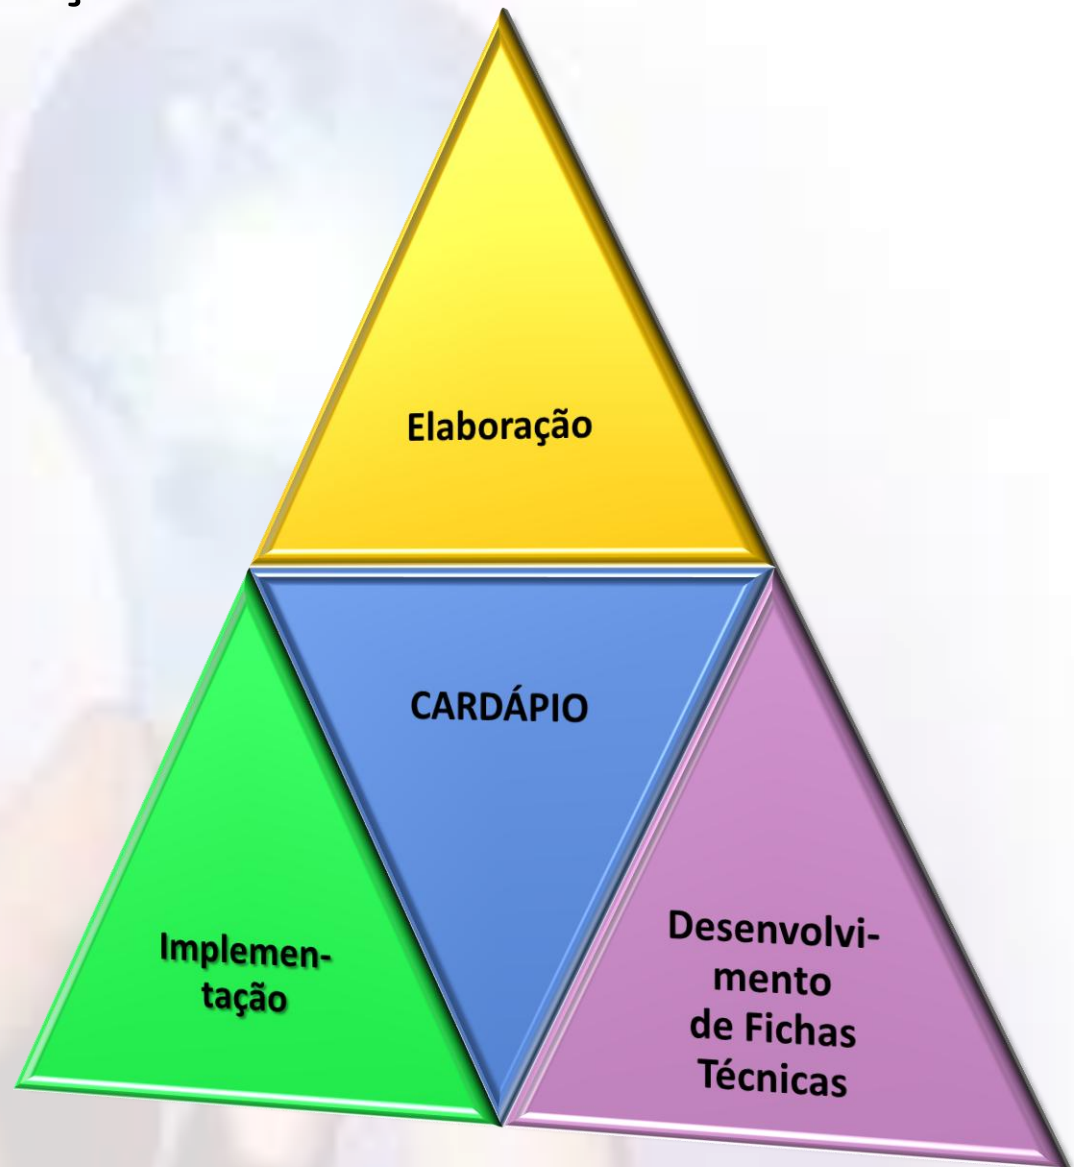 Elaboração
CARDÁPIO
Implemen-
tação
Desenvolvi-
mento
de Fichas
Técnicas